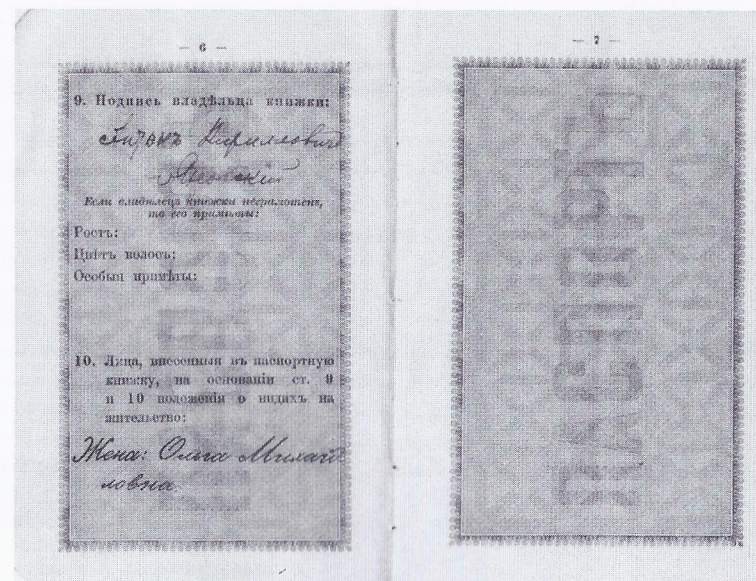 — 6 —
9. Подпись владѣльца книжки:
Кириллович
Если владѣлецъ книжки неграмотенъ,
то его примѣты:
Ростъ:
Цвѣтъ волосъ:
Особыя примѣты:
10. Лица, внесенныя въ паспортную
книжку, на основаніи ст. 9
и 10 положенія о видахъ на
жительство:
Жена: Ольга Михай
ловна.
— 7 —
ПАСПОРТ